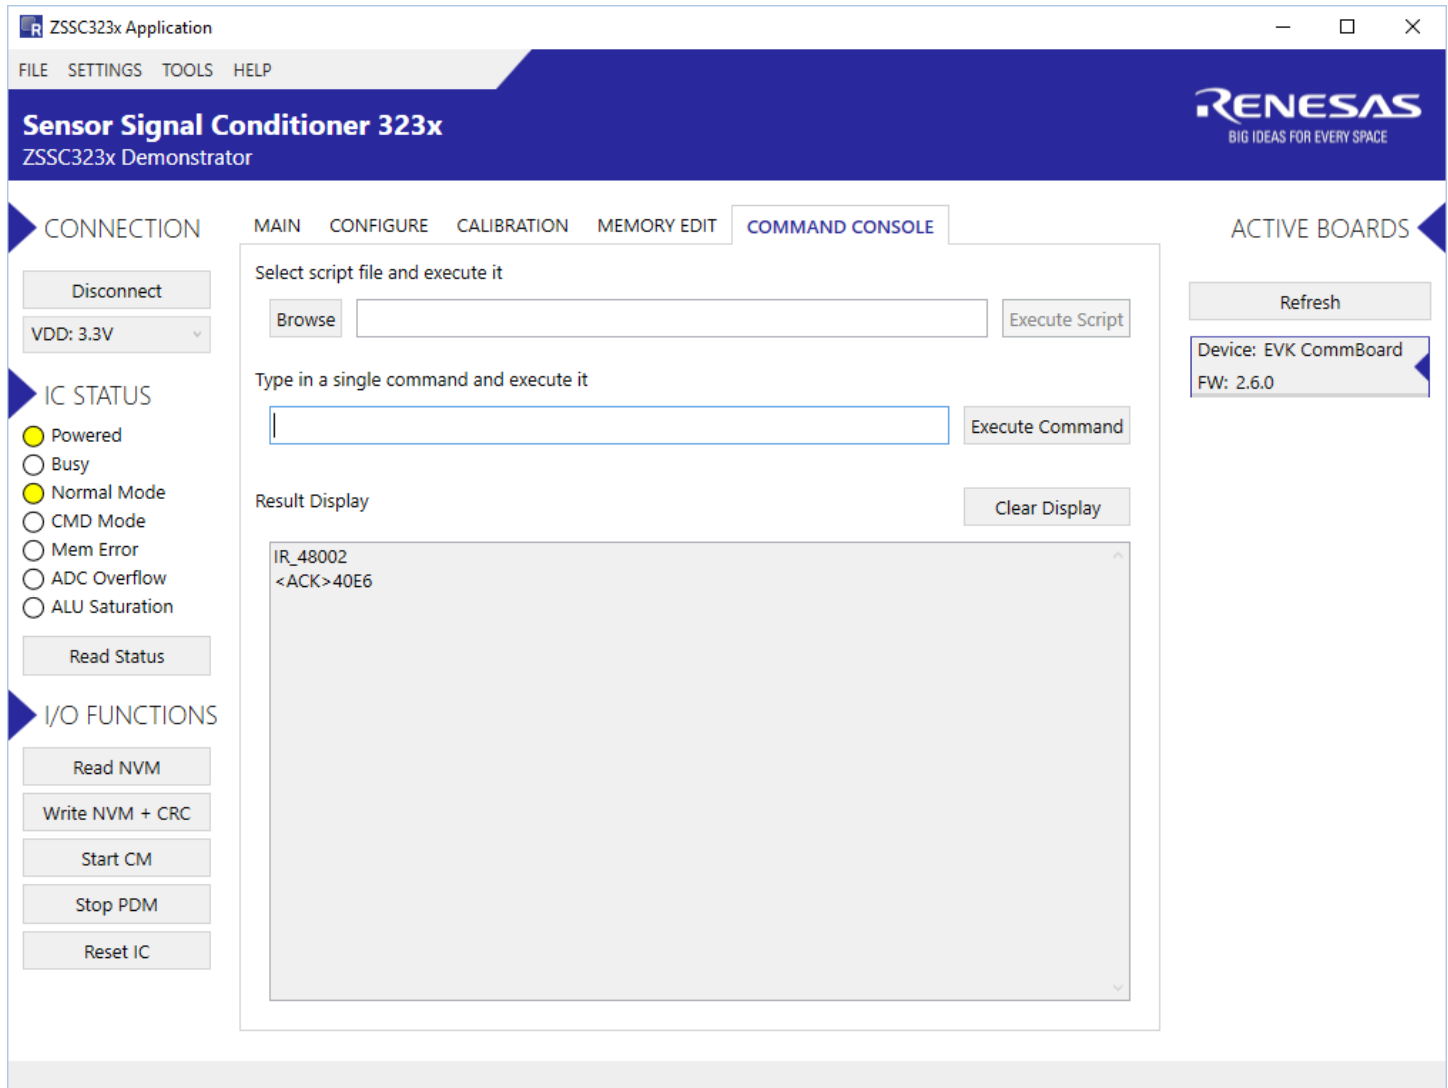 ZSSC323x Application
FILE SETTINGS TOOLS HELP
Sensor Signal Conditioner 323x
ZSSC323x Demonstrator
RENESAS
BIG IDEAS FOR EVERY SPACE
CONNECTION
Disconnect
VDD: 3.3V
IC STATUS
Powered
Busy
Normal Mode
CMD Mode
Mem Error
ADC Overflow
ALU Saturation
Read Status
I/O FUNCTIONS
Read NVM
Write NVM + CRC
Start CM
Stop PDM
Reset IC
MAIN CONFIGURE CALIBRATION MEMORY EDIT COMMAND CONSOLE
Select script file and execute it
Browse Execute Script
Type in a single command and execute it
Execute Command
Result Display
Clear Display
IR_48002
<ACK>40E6
ACTIVE BOARDS
Refresh
Device: EVK CommBoard
FW: 2.6.0